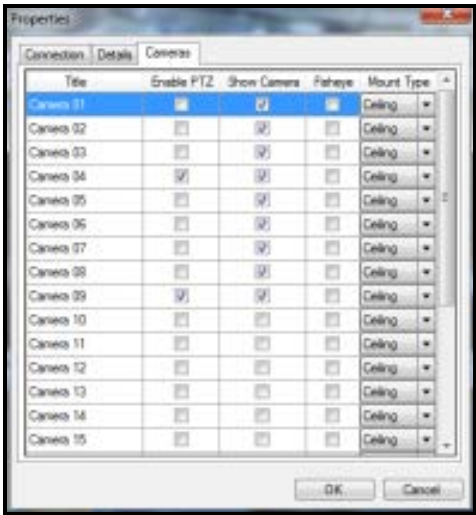 Properties
Connection Details Cameras
Title Enable PTZ Show Camera Fisheye Mount Type
Camera 01 Ceiling
Camera 02 Ceiling
Camera 03 Ceiling
Camera 04 Ceiling
Camera 05 Ceiling
Camera 06 Ceiling
Camera 07 Ceiling
Camera 08 Ceiling
Camera 09 Ceiling
Camera 10 Ceiling
Camera 11 Ceiling
Camera 12 Ceiling
Camera 13 Ceiling
Camera 14 Ceiling
Camera 15 Ceiling
OK Cancel